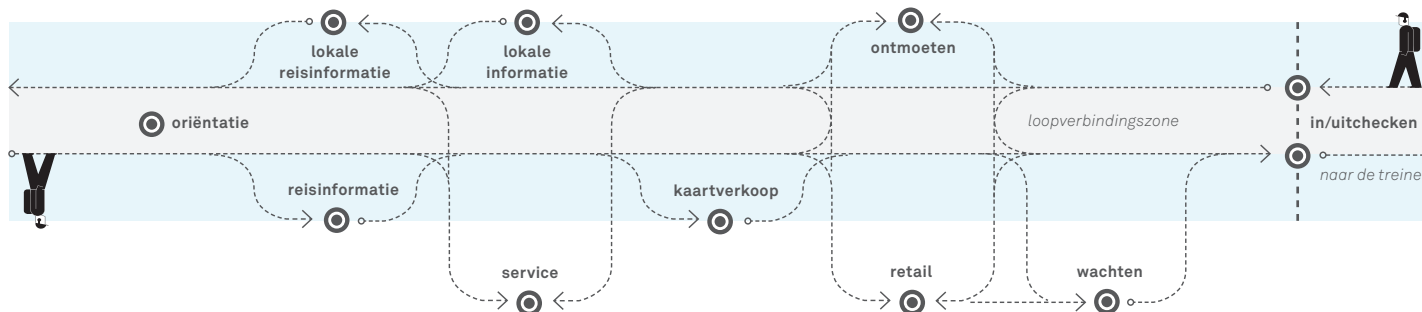 lokale
reisinformatie
lokale
informatie
ontmoeten
oriëntatie
loopverbindingszone
in/uitchecken
naar de treine
reisinformatie
kaartverkoop
service
retail
wachten